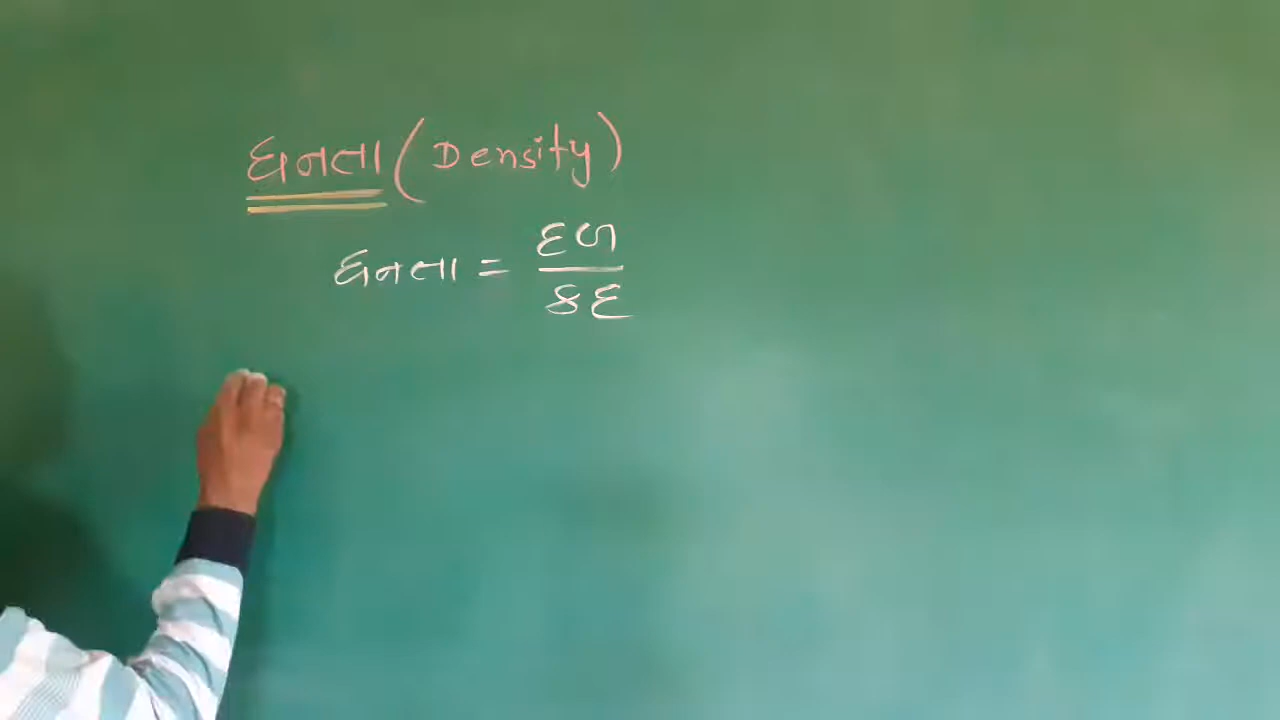 ઘનતા (Density)
ઘનતા = દળ / કદ